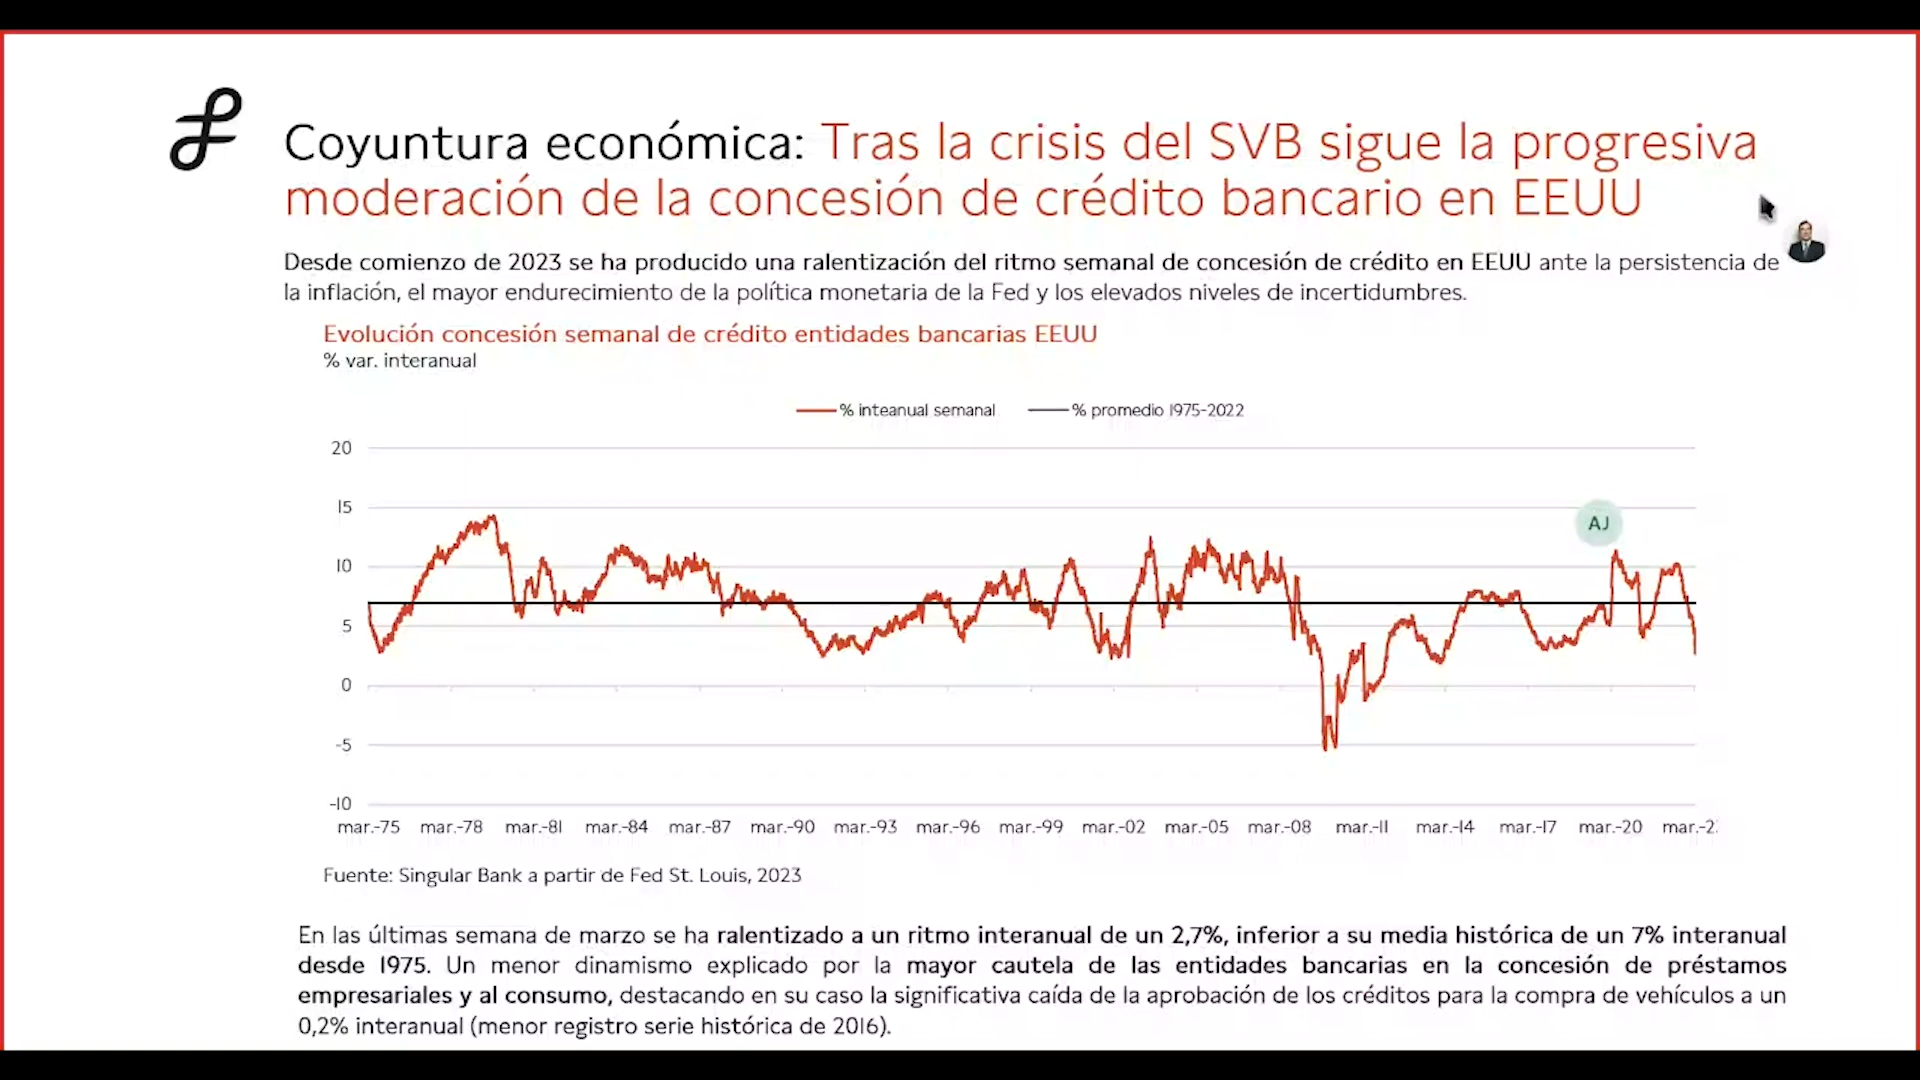 Coyuntura económica: Tras la crisis del SVB sigue la progresiva
moderación de la concesión de crédito bancario en EEUU
Desde comienzo de 2023 se ha producido una ralentización del ritmo semanal de concesión de crédito en EEUU ante la persistencia de
la inflación, el mayor endurecimiento de la política monetaria de la Fed y los elevados niveles de incertidumbres.
Evolución concesión semanal de crédito entidades bancarias EEUU
% var. interanual
% inteanual semanal % promedio 1975-2022
20
15
AJ
10
5
0
-5
-10
mar.-75 mar.-78 mar.-81 mar.-84 mar.-87 mar.-90 mar.-93 mar.-96 mar.-99 mar.-02 mar.-05 mar.-08 mar.-11 mar.-14 mar.-17 mar.-20 mar.-2
Fuente: Singular Bank a partir de Fed St. Louis, 2023
En las últimas semana de marzo se ha ralentizado a un ritmo interanual de un 2,7%, inferior a su media histórica de un 7% interanual
desde 1975. Un menor dinamismo explicado por la mayor cautela de las entidades bancarias en la concesión de préstamos
empresariales y al consumo, destacando en su caso la significativa caída de la aprobación de los créditos para la compra de vehículos a un
0,2% interanual (menor registro serie histórica de 2016).